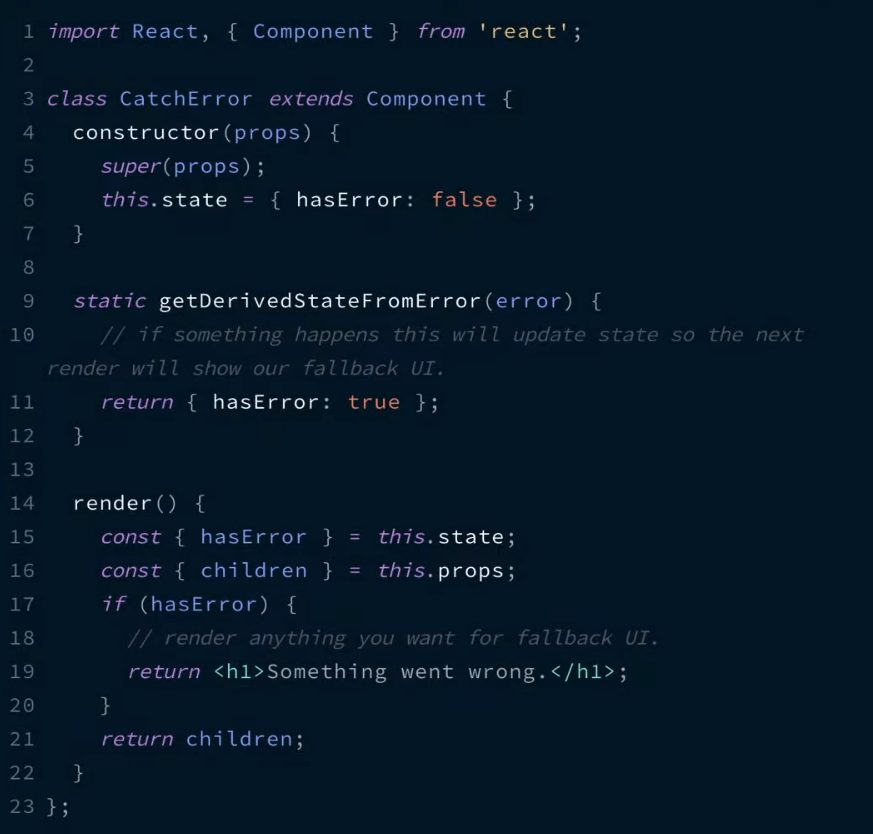 1 import React, { Component } from 'react';
2
3 class CatchError extends Component {
4   constructor(props) {
5     super(props);
6     this.state = { hasError: false };
7   }
8
9   static getDerivedStateFromError(error) {
10     // if something happens this will update state so the next
render will show our fallback UI.
11     return { hasError: true };
12   }
13
14   render() {
15     const { hasError } = this.state;
16     const { children } = this.props;
17     if (hasError) {
18       // render anything you want for fallback UI.
19       return <h1>Something went wrong.</h1>;
20     }
21     return children;
22   }
23 };